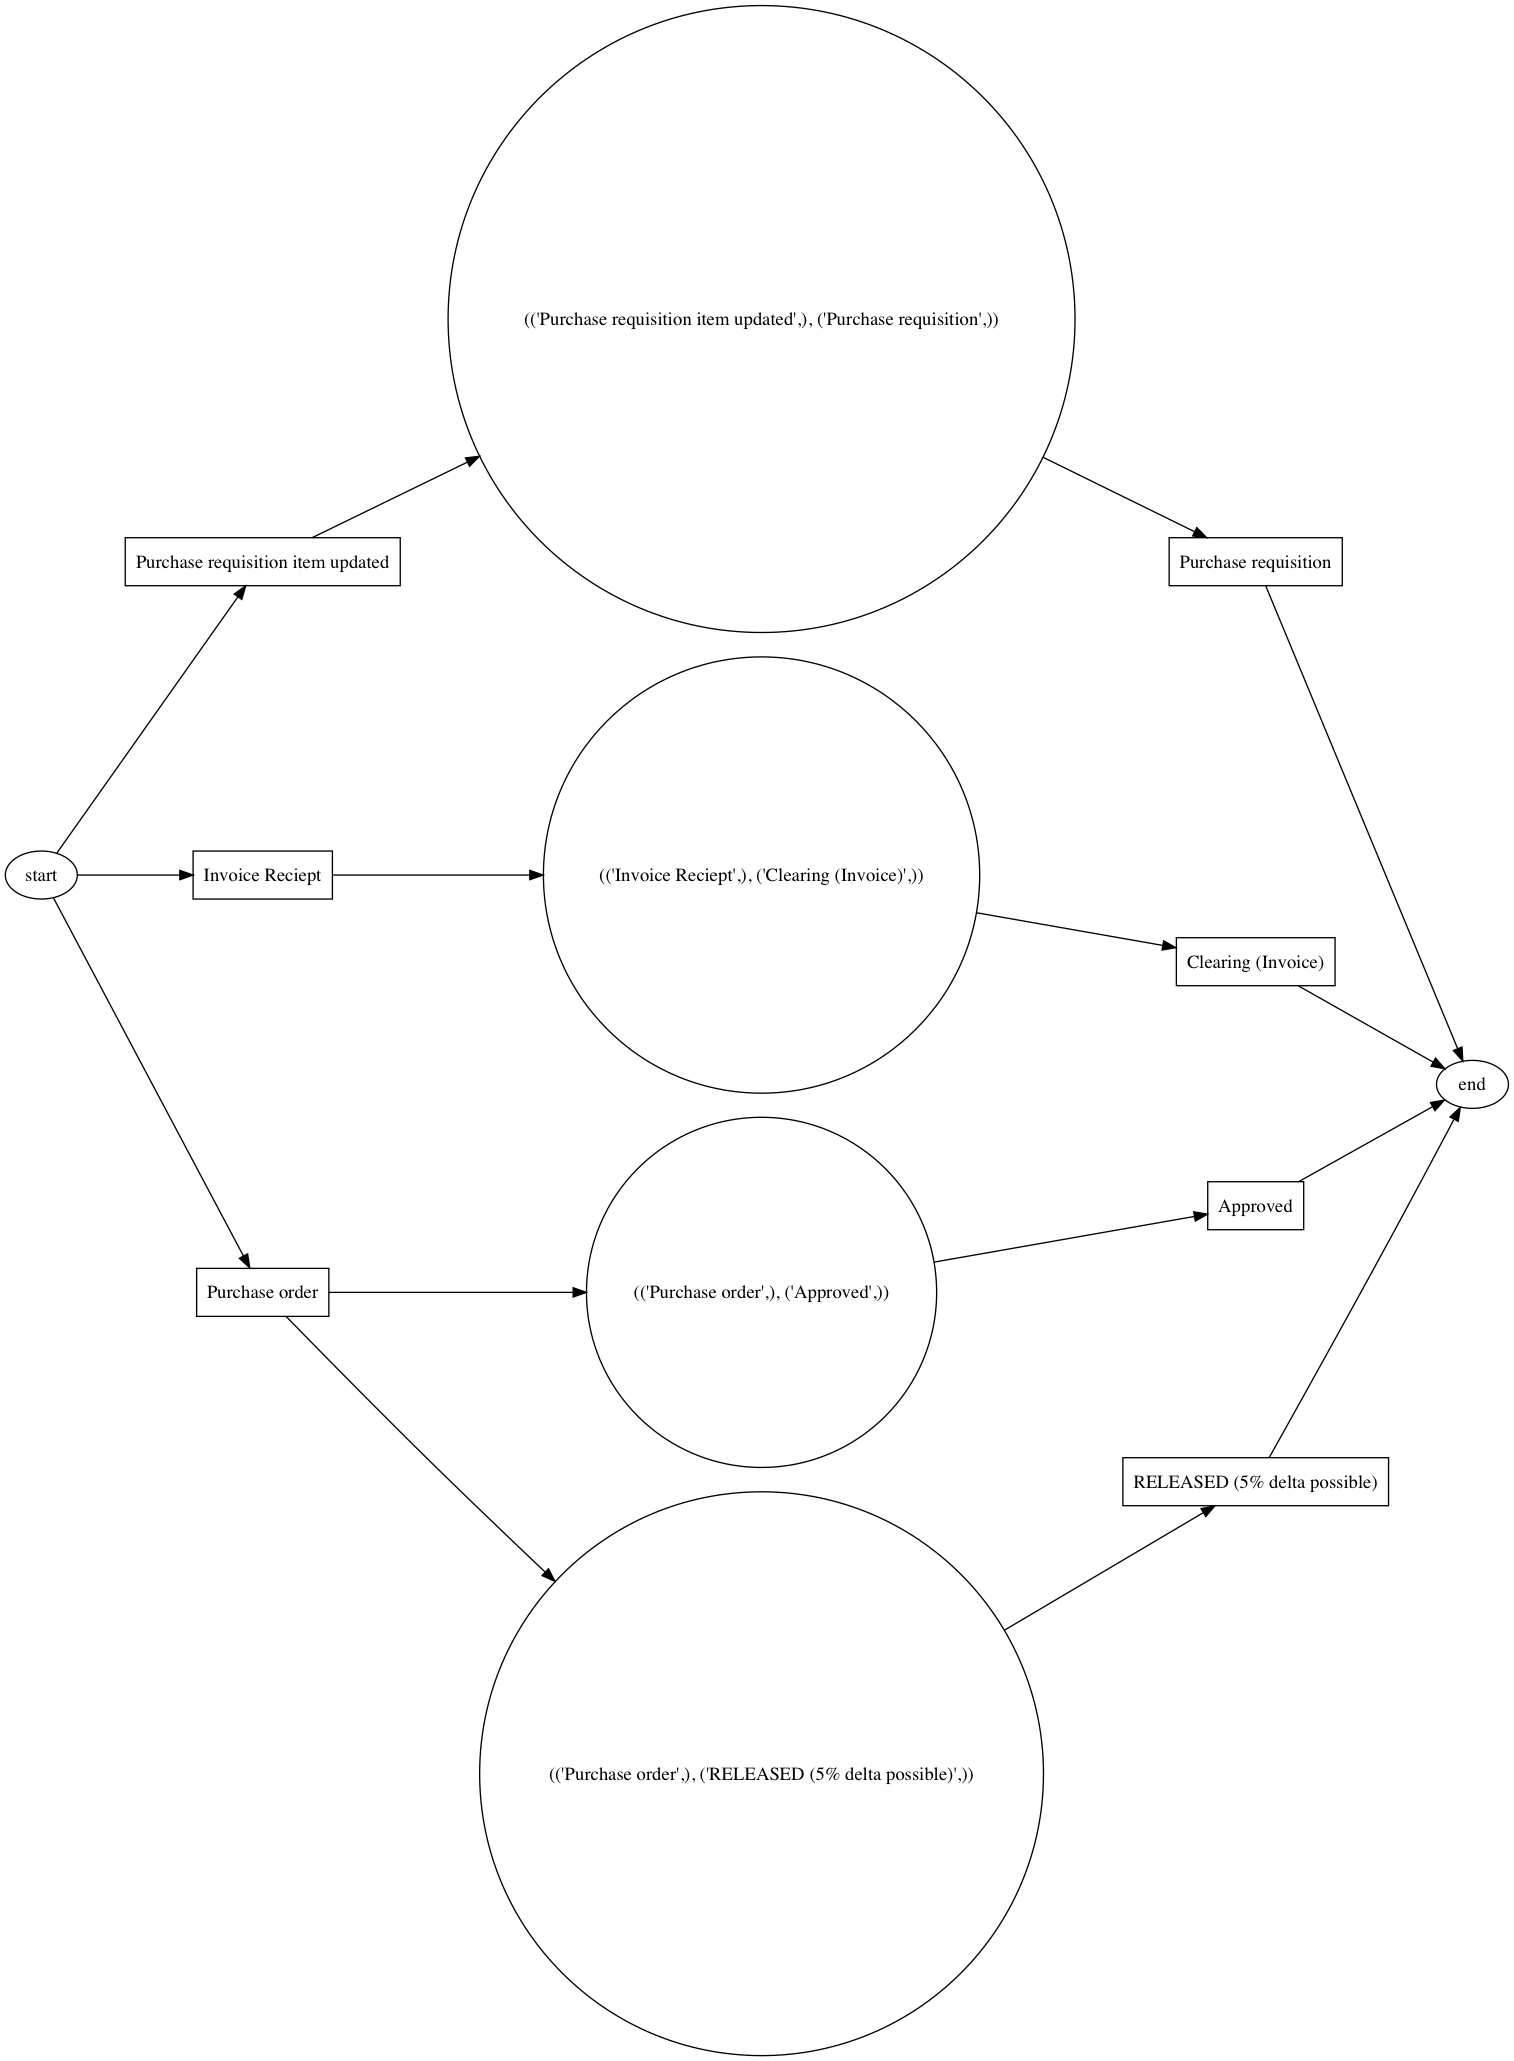 (('Purchase requisition item updated',), ('Purchase requisition',))
Purchase requisition item updated
Purchase requisition
start
Invoice Reciept
(('Invoice Reciept',), ('Clearing (Invoice)',))
Clearing (Invoice)
end
Approved
Purchase order
(('Purchase order',), ('Approved',))
RELEASED (5% delta possible)
(('Purchase order',), ('RELEASED (5% delta possible)',))